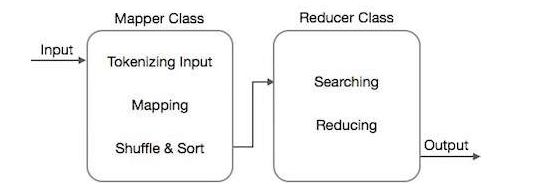 Mapper Class
Reducer Class
Input
Tokenizing Input
Mapping
Shuffle & Sort
Searching
Reducing
Output